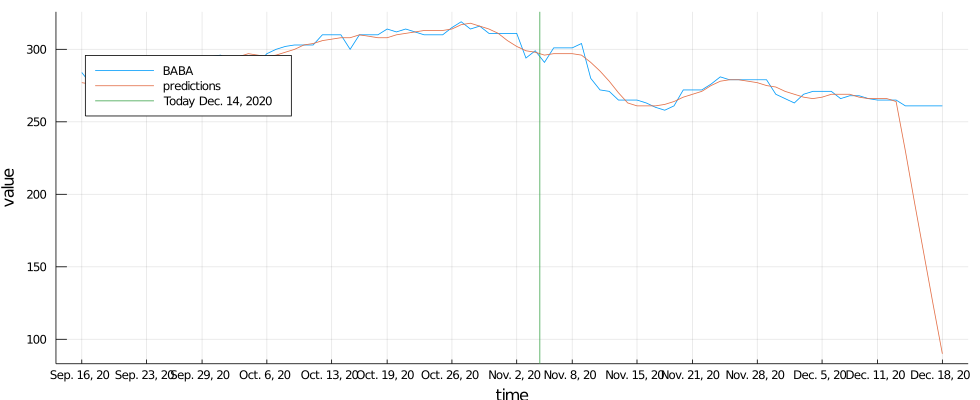 300
250
200
150
100
value
BABA
predictions
Today Dec. 14, 2020
Sep. 16, 20 Sep. 23, 20 Sep. 29, 20 Oct. 6, 20 Oct. 13, 20 Oct. 19, 20 Oct. 26, 20 Nov. 2, 20 Nov. 8, 20 Nov. 15, 20 Nov. 21, 20 Nov. 28, 20 Dec. 5, 20 Dec. 11, 20 Dec. 18, 20
time